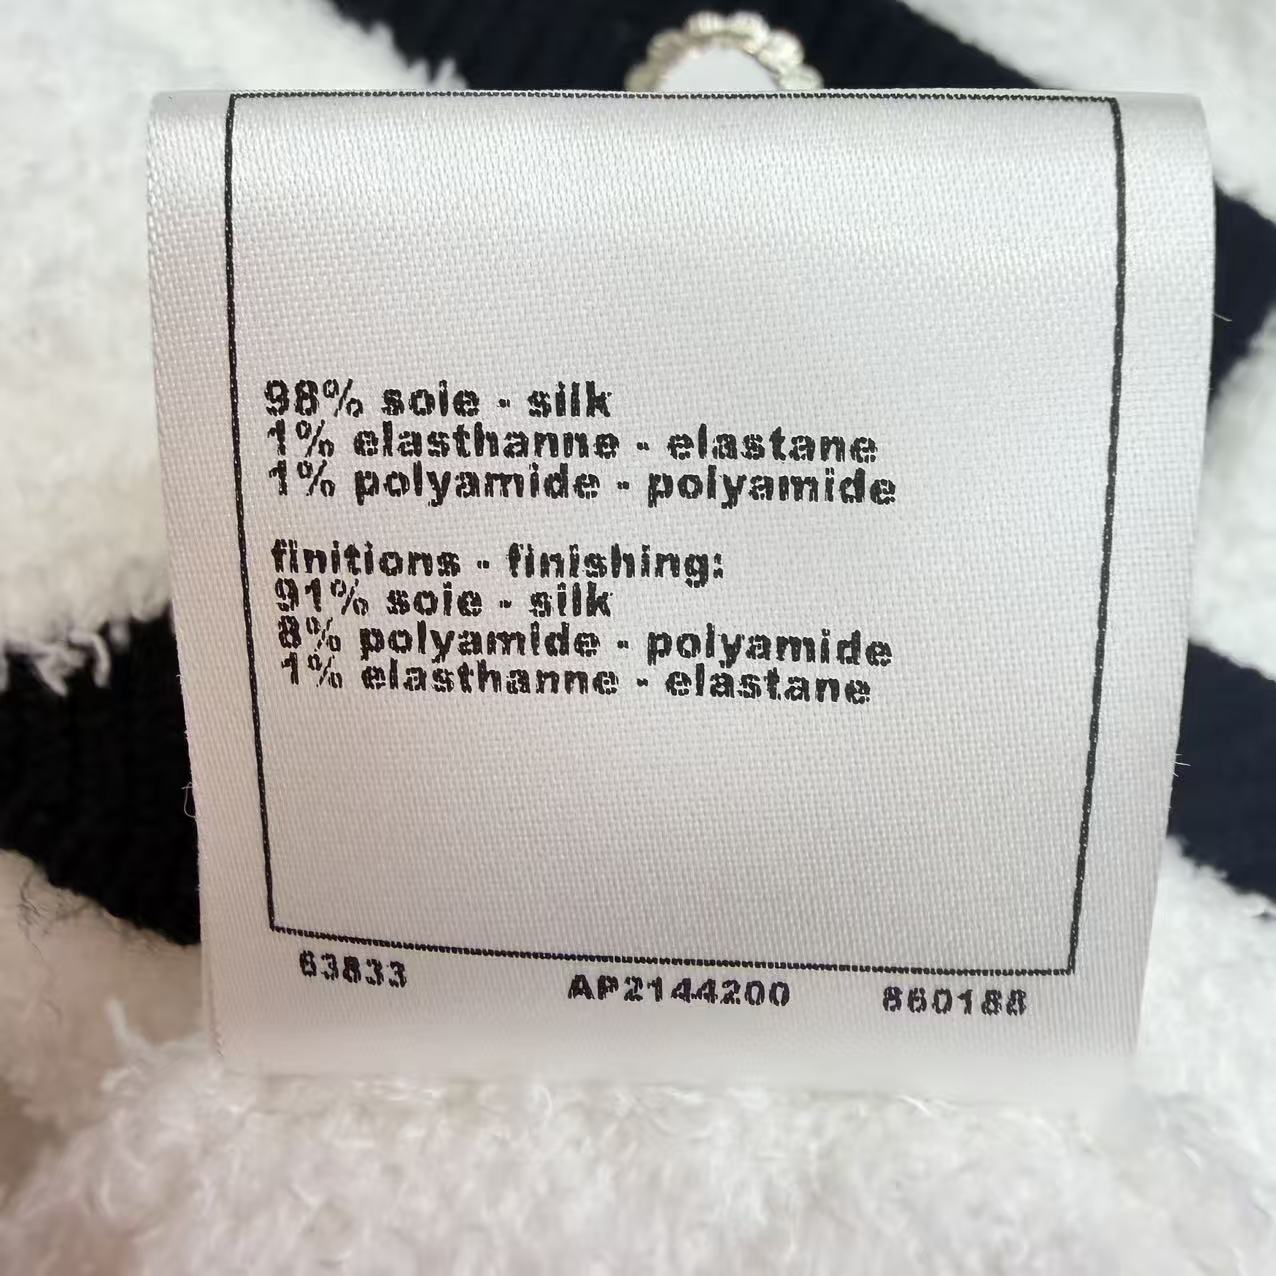 98% soie - silk
1% elasthanne - elastane
1% polyamide - polyamide
finitions - finishing:
91% soie - silk
8% polyamide - polyamide
1% elasthanne - elastane
63833 AP2144200 860188